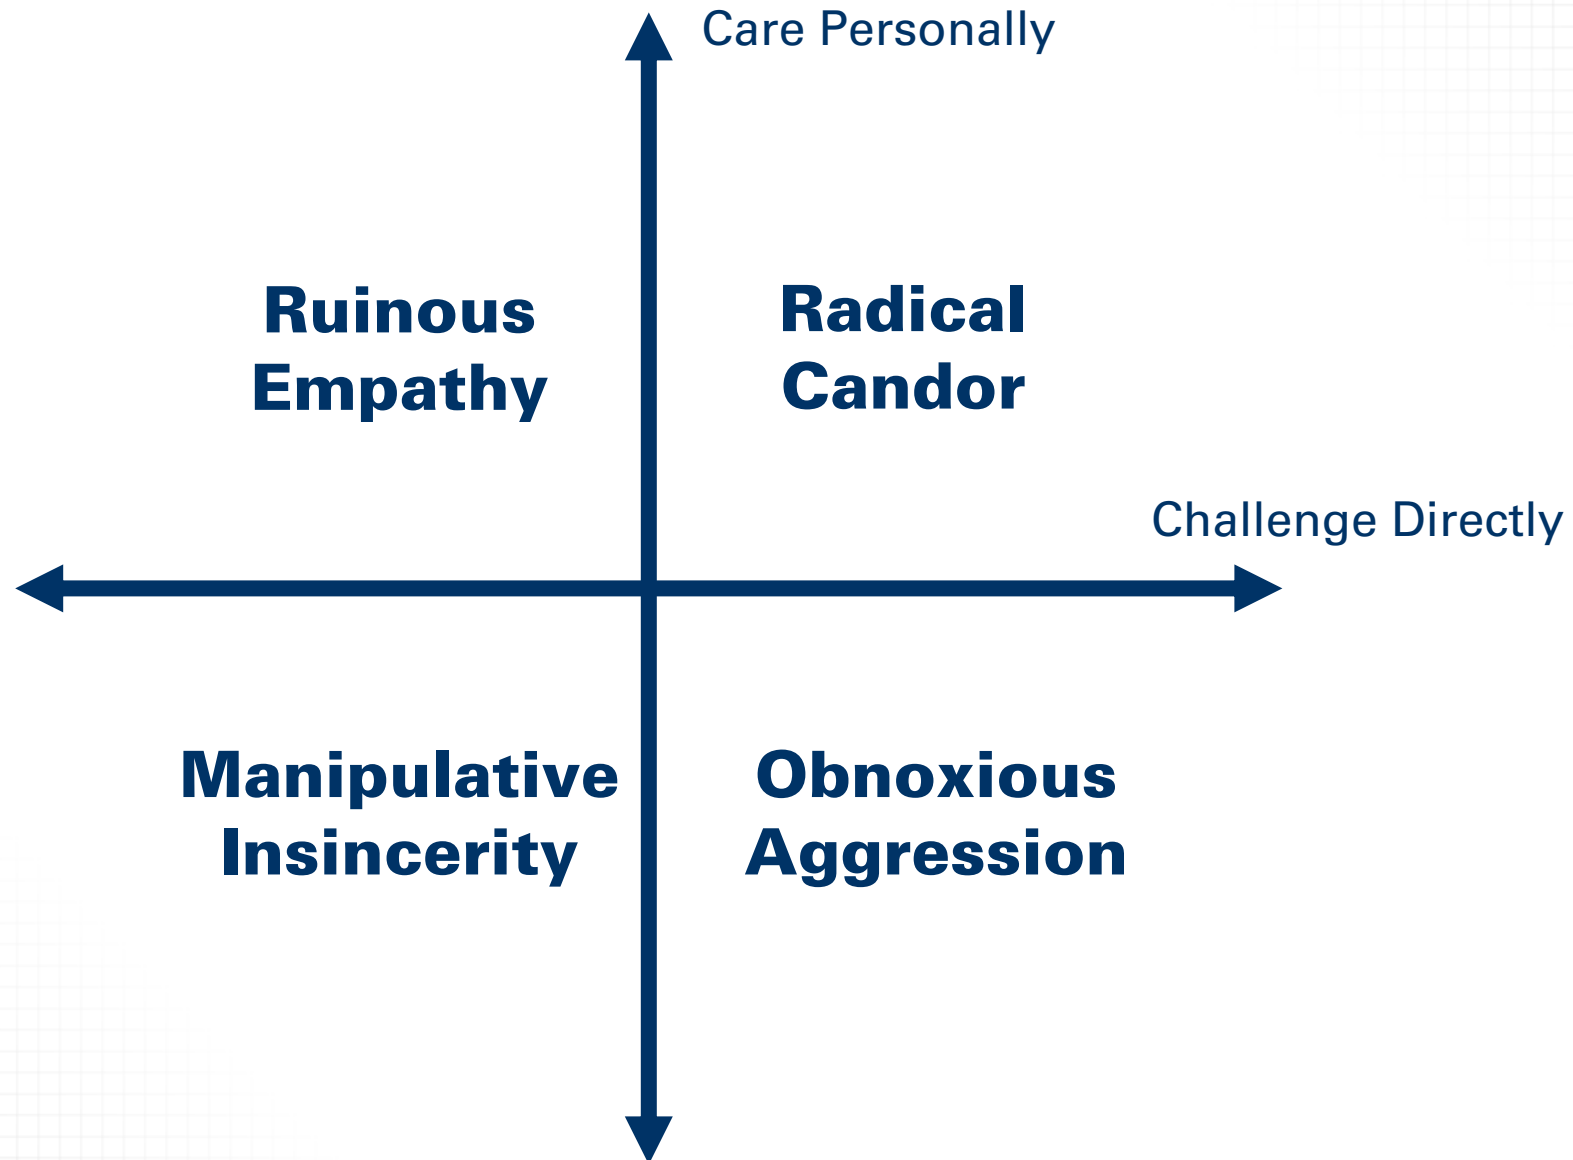 Care Personally
Ruinous
Empathy
Radical
Candor
Challenge Directly
Manipulative
Insincerity
Obnoxious
Aggression